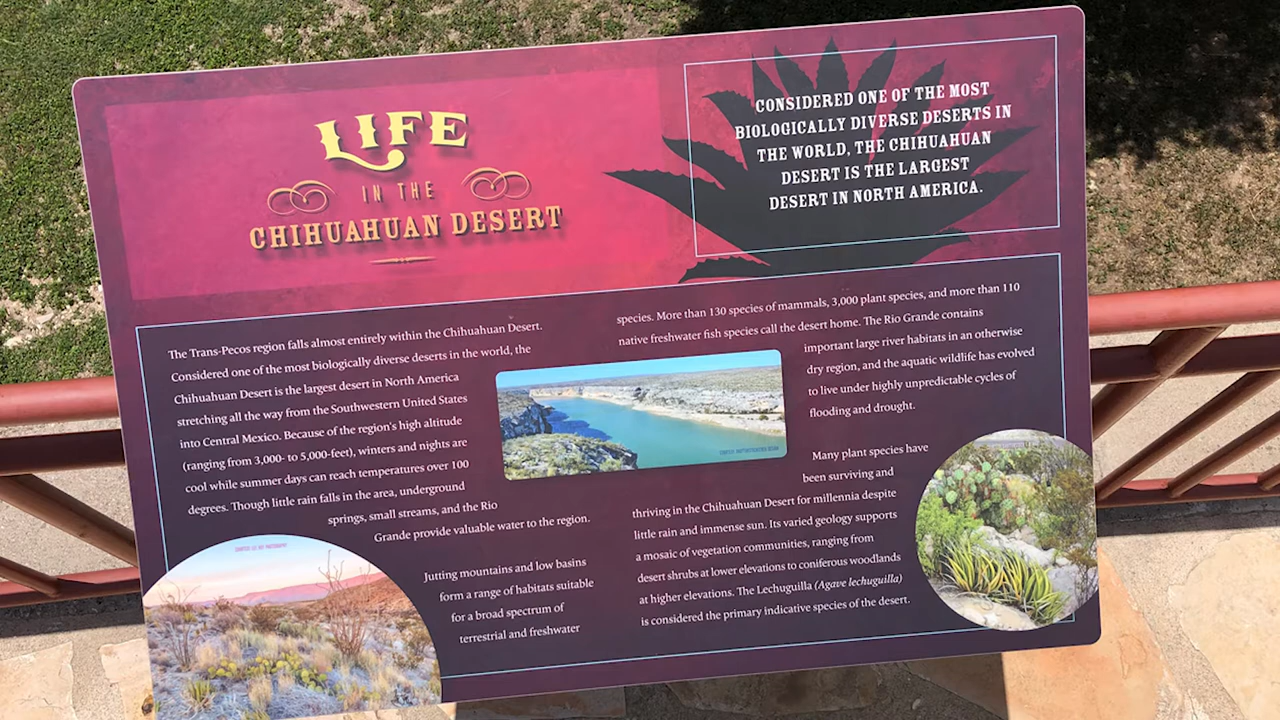 LIFE
IN THE
CHIHUAHUAN DESERT
CONSIDERED ONE OF THE MOST
BIOLOGICALLY DIVERSE DESERTS IN
THE WORLD, THE CHIHUAHUAN
DESERT IS THE LARGEST
DESERT IN NORTH AMERICA.
The Trans-Pecos region falls almost entirely within the Chihuahuan Desert.
Considered one of the most biologically diverse deserts in the world, the
Chihuahuan Desert is the largest desert in North America
stretching all the way from the Southwestern United States
into Central Mexico. Because of the region's high altitude
(ranging from 3,000- to 5,000-feet), winters and nights are
cool while summer days can reach temperatures over 100
degrees. Though little rain falls in the area, underground
springs, small streams, and the Rio
Grande provide valuable water to the region.
Jutting mountains and low basins
form a range of habitats suitable
for a broad spectrum of
terrestrial and freshwater
species. More than 130 species of mammals, 3,000 plant species, and more than 110
native freshwater fish species call the desert home. The Rio Grande contains
important large river habitats in an otherwise
dry region, and the aquatic wildlife has evolved
to live under highly unpredictable cycles of
flooding and drought.
Many plant species have
been surviving and
thriving in the Chihuahuan Desert for millennia despite
little rain and immense sun. Its varied geology supports
a mosaic of vegetation communities, ranging from
desert shrubs at lower elevations to coniferous woodlands
at higher elevations. The Lechuguilla (Agave lechuguilla)
is considered the primary indicative species of the desert.